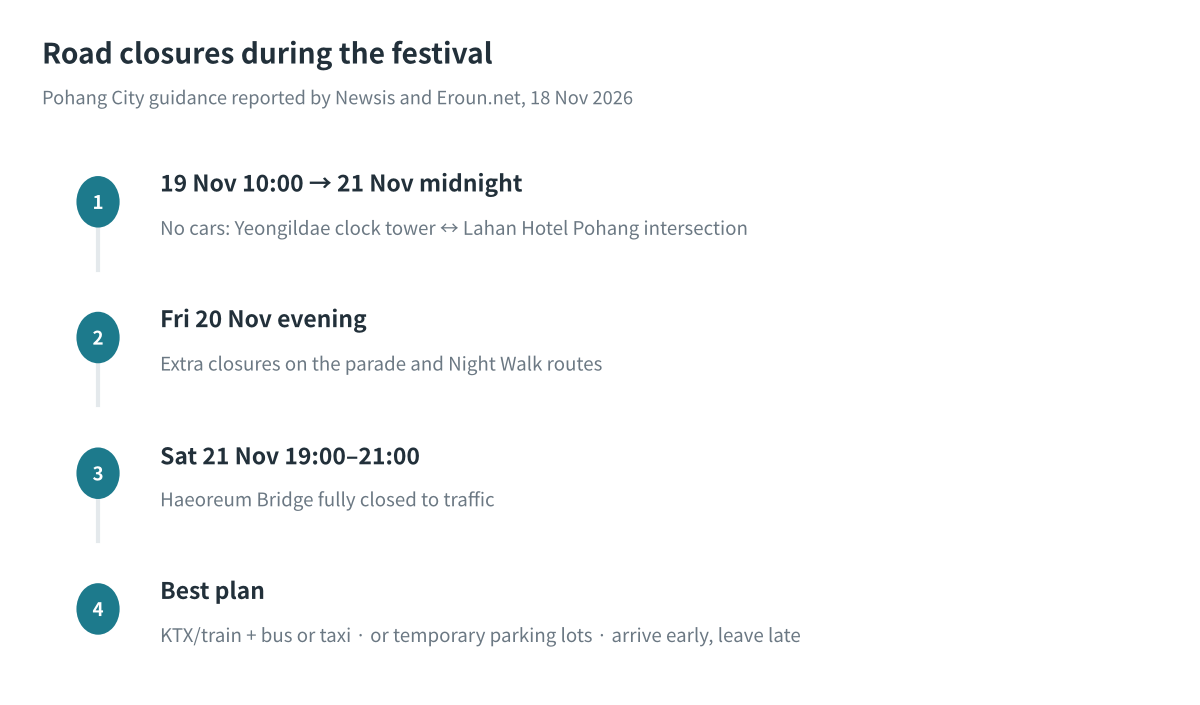 Road closures during the festival
Pohang City guidance reported by Newsis and Eroun.net, 18 Nov 2026
1
19 Nov 10:00 → 21 Nov midnight
No cars: Yeongildae clock tower ↔ Lahan Hotel Pohang intersection
2
Fri 20 Nov evening
Extra closures on the parade and Night Walk routes
3
Sat 21 Nov 19:00–21:00
Haeoreum Bridge fully closed to traffic
4
Best plan
KTX/train + bus or taxi · or temporary parking lots · arrive early, leave late